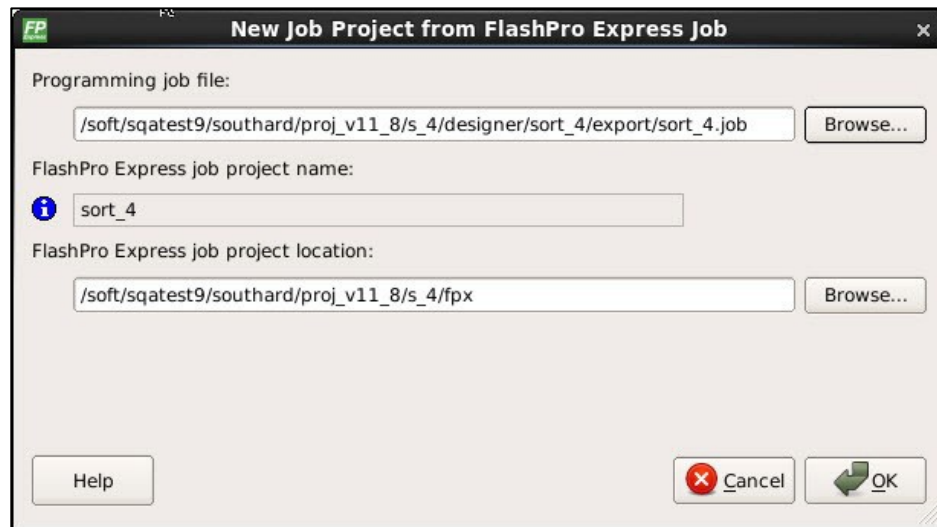 FP
Express
New Job Project from FlashPro Express Job
Programming job file:
/soft/sqatest9/southard/proj_v11_8/s_4/designer/sort_4/export/sort_4.job
Browse...
FlashPro Express job project name:
sort_4
FlashPro Express job project location:
/soft/sqatest9/southard/proj_v11_8/s_4/fpx
Browse...
Help
Cancel
OK